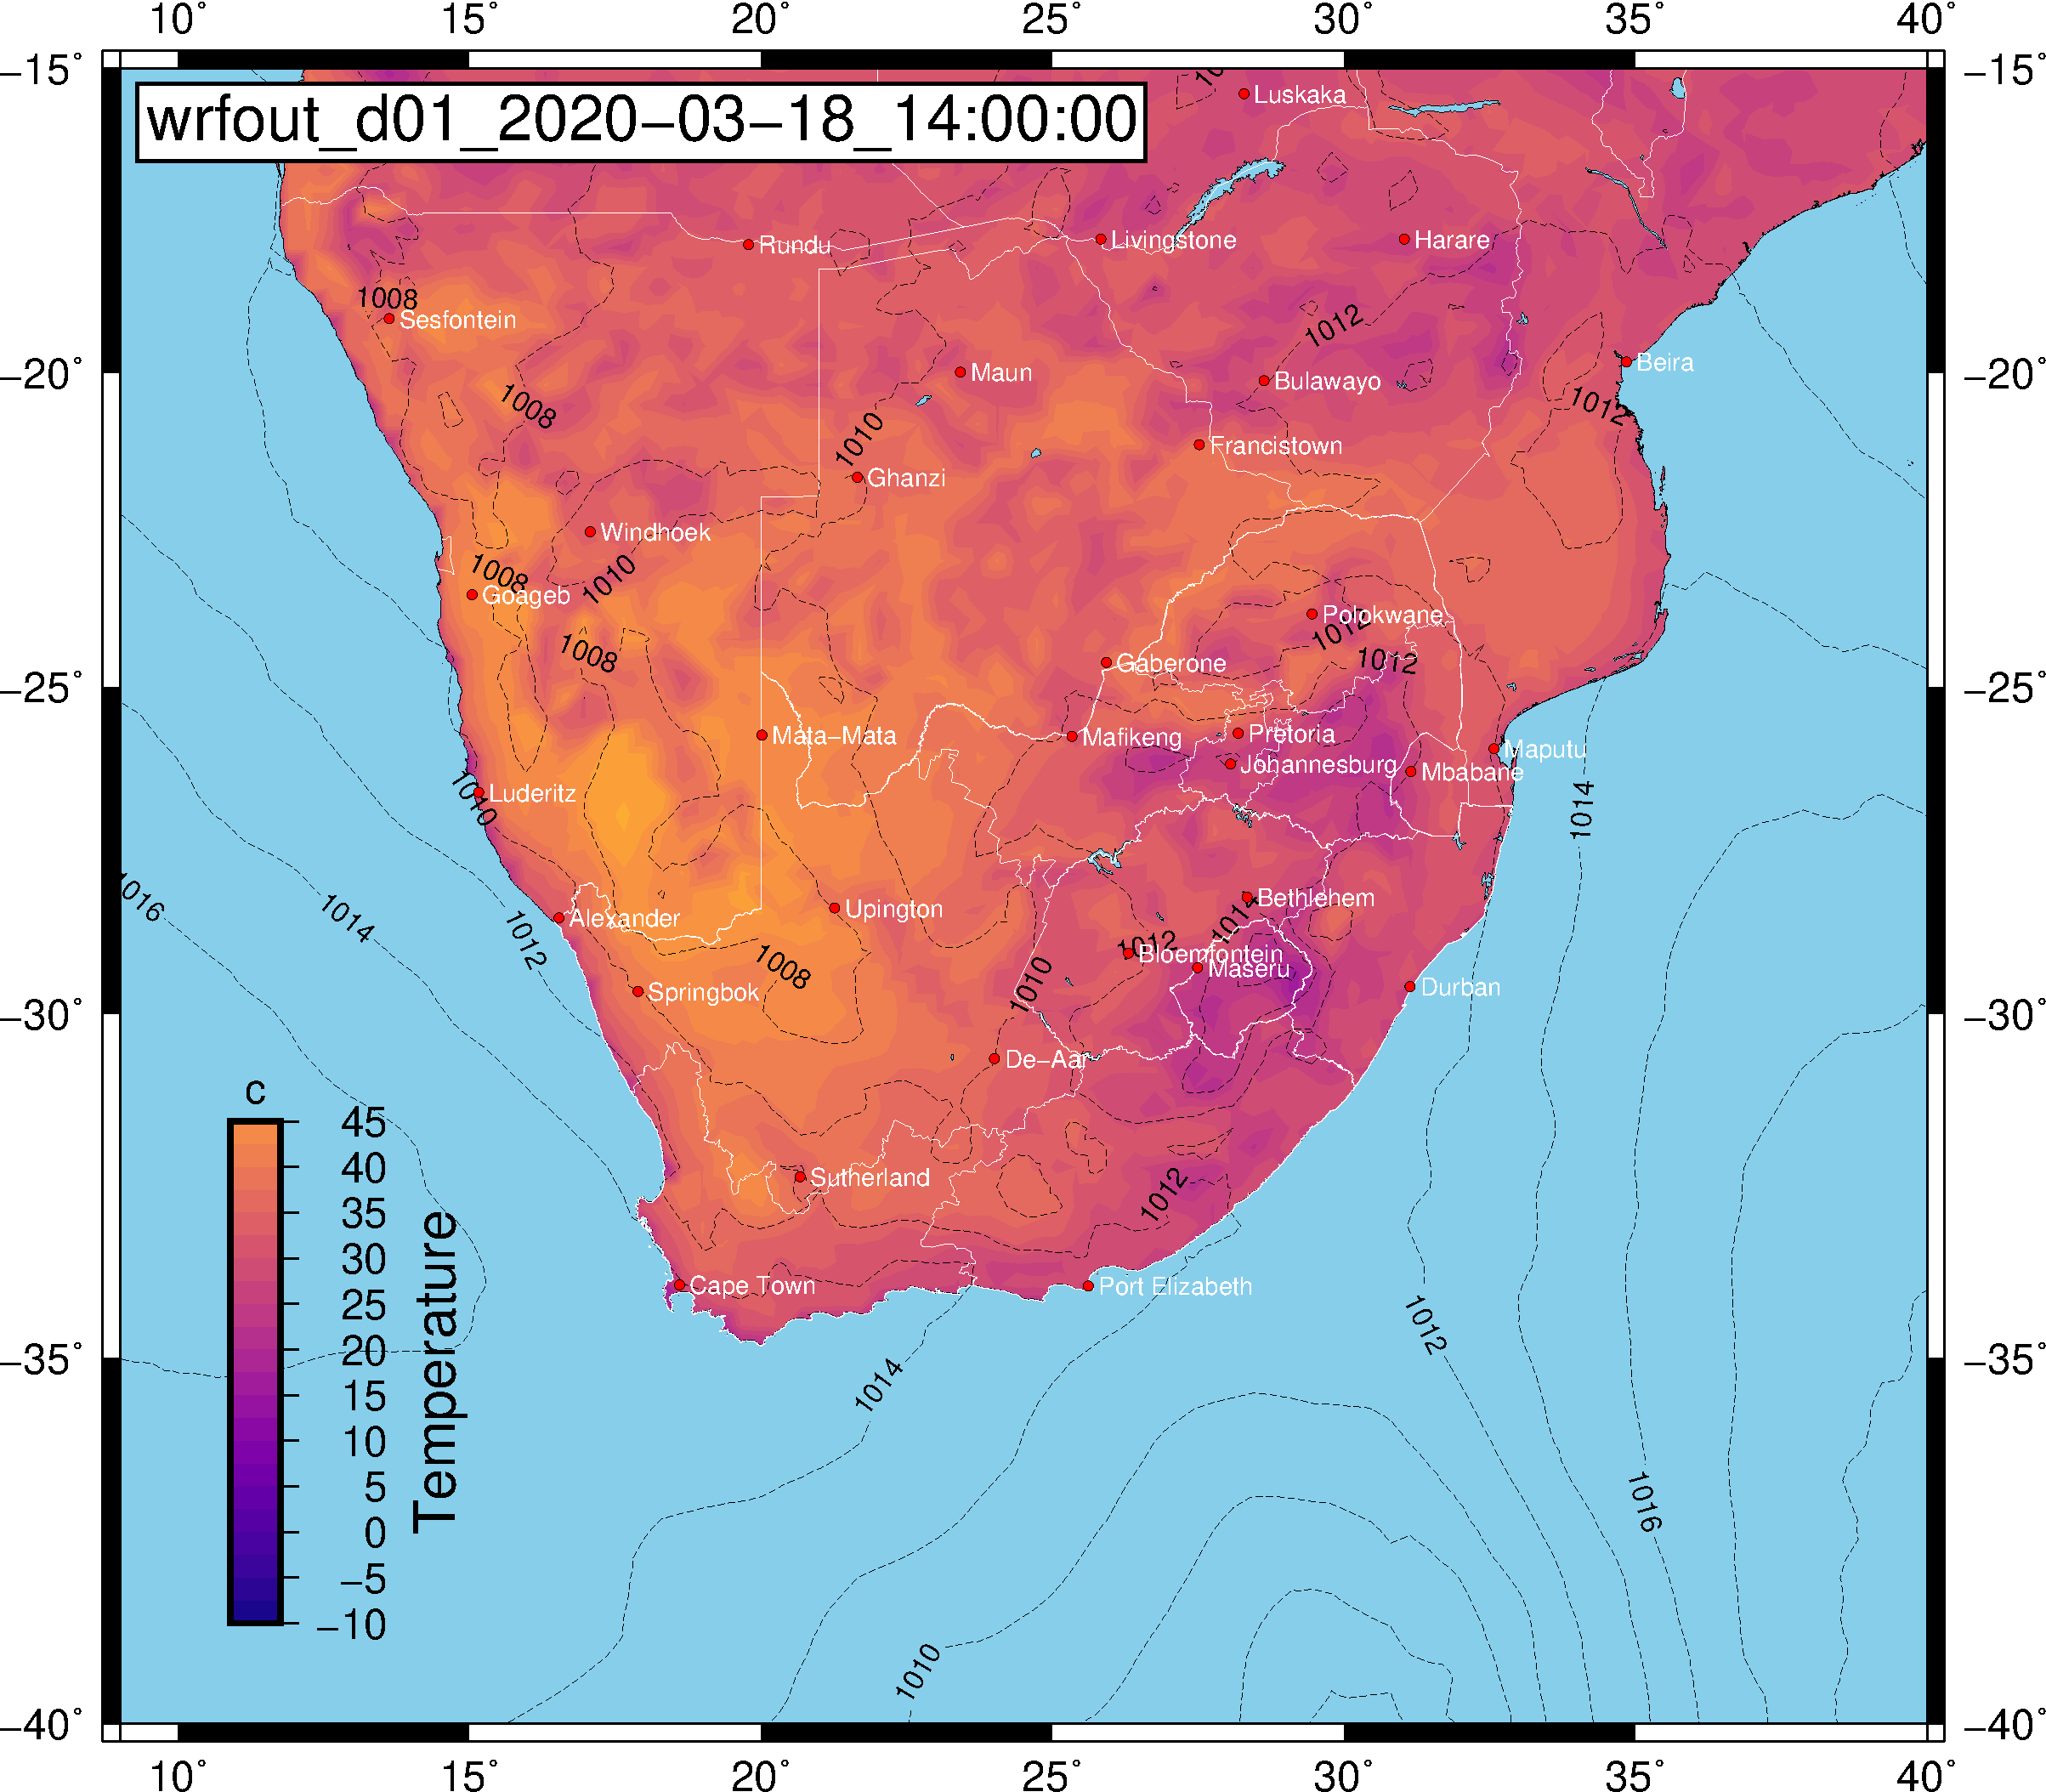 10° 15° 20° 25° 30° 35° 40°
−15° −15°
wrfout_d01_2020−03−18_14:00:00
Luskaka
Rundu
Livingstone
Harare
1008
Sesfontein
1012
−20° −20°
Maun
Bulawayo
Beira
1008
1012
1010
Francistown
Ghanzi
Windhoek
1008
1010
Goageb
Polokwane
1012
1008
1012
Gaberone
−25° −25°
Mata−Mata
Mafikeng
Pretoria
Maputu
Johannesburg
Mbabane
Luderitz
1010
1014
1016
1014
1012
Alexander
Upington
Bethlehem
1014
1012
Bloemfontein
Maseru
1008
1010
Springbok
Durban
−30° −30°
De−Aar
Sutherland
1012
Cape Town
Port Elizabeth
1012
−35° −35°
1014
1016
1010
c
45
40
35
30
25
20
15
10
5
0
−5
−10
Temperature
−40° −40°
10° 15° 20° 25° 30° 35° 40°